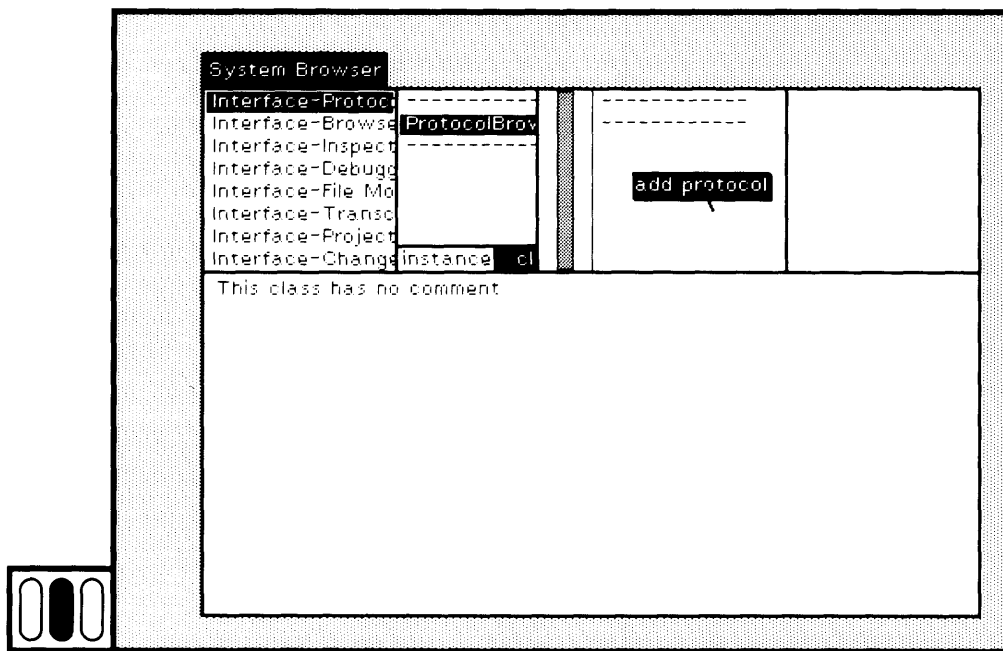 System Browser
Interface-Protoc
Interface-Browse
Interface-Inspect
Interface-Debugg
Interface-File Mo
Interface-Transc
Interface-Project
Interface-Change
---------
ProtocolBrow
---------
instance cl
----------
----------
add protocol
This class has no comment